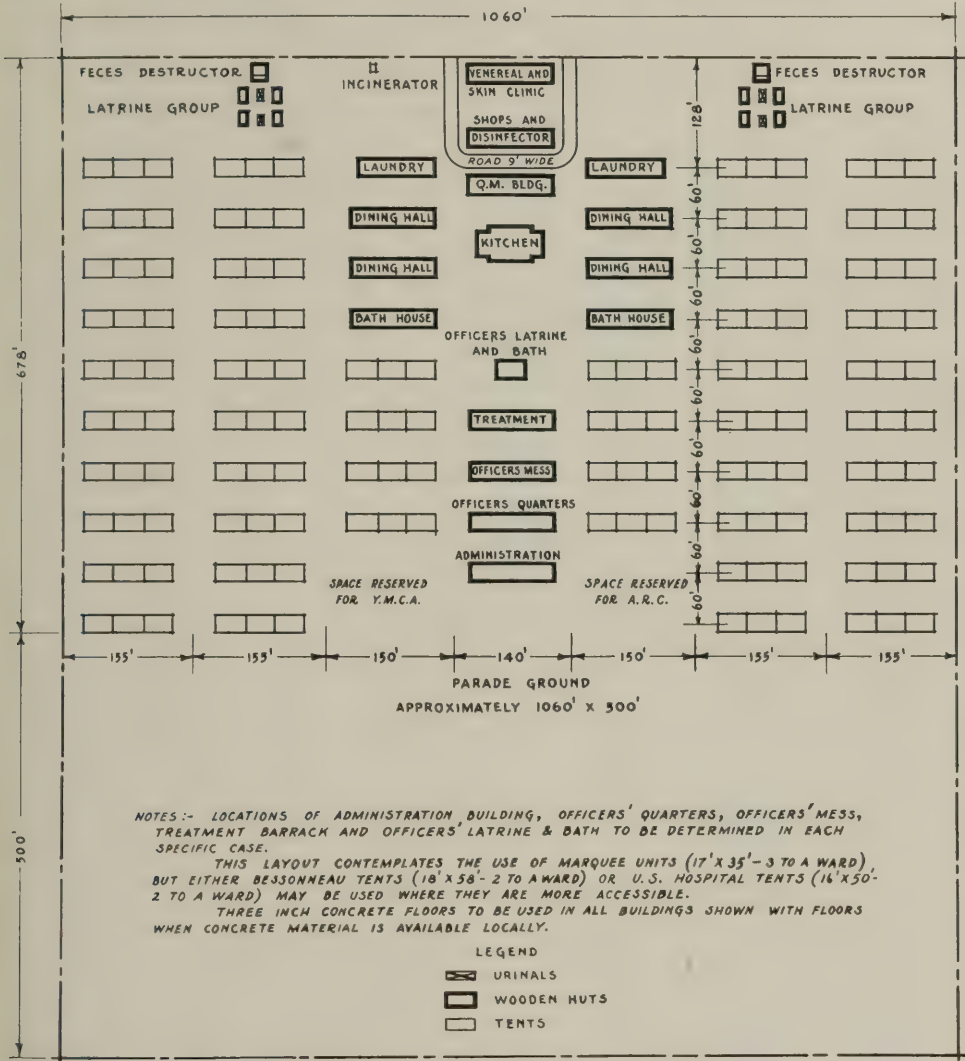 1060'
FECES DESTRUCTOR
INCINERATOR
VENEREAL AND
SKIN CLINIC
FECES DESTRUCTOR
LATRINE GROUP
SHOPS AND
DISINFECTOR
LATRINE GROUP
128'
ROAD 9' WIDE
LAUNDRY
Q.M. BLDG.
LAUNDRY
60'
DINING HALL
KITCHEN
DINING HALL
60'
DINING HALL
DINING HALL
60'
BATH HOUSE
BATH HOUSE
OFFICERS LATRINE
AND BATH
60'
678'
60'
TREATMENT
60'
OFFICERS MESS
60'
OFFICERS QUARTERS
60'
ADMINISTRATION
SPACE RESERVED
FOR Y.M.C.A.
SPACE RESERVED
FOR A.R.C.
60'
155' 155' 150' 140' 150' 155' 155'
PARADE GROUND
APPROXIMATELY 1060' X 500'
500'
NOTES:- LOCATIONS OF ADMINISTRATION BUILDING, OFFICERS' QUARTERS, OFFICERS' MESS,
TREATMENT BARRACK AND OFFICERS' LATRINE & BATH TO BE DETERMINED IN EACH
SPECIFIC CASE.
THIS LAYOUT CONTEMPLATES THE USE OF MARQUEE UNITS (17' X 35' - 3 TO A WARD)
BUT EITHER BESSONNEAU TENTS (18' X 58' - 2 TO A WARD) OR U.S. HOSPITAL TENTS (16' X 50' -
2 TO A WARD) MAY BE USED WHERE THEY ARE MORE ACCESSIBLE.
THREE INCH CONCRETE FLOORS TO BE USED IN ALL BUILDINGS SHOWN WITH FLOORS
WHEN CONCRETE MATERIAL IS AVAILABLE LOCALLY.
LEGEND
URINALS
WOODEN HUTS
TENTS